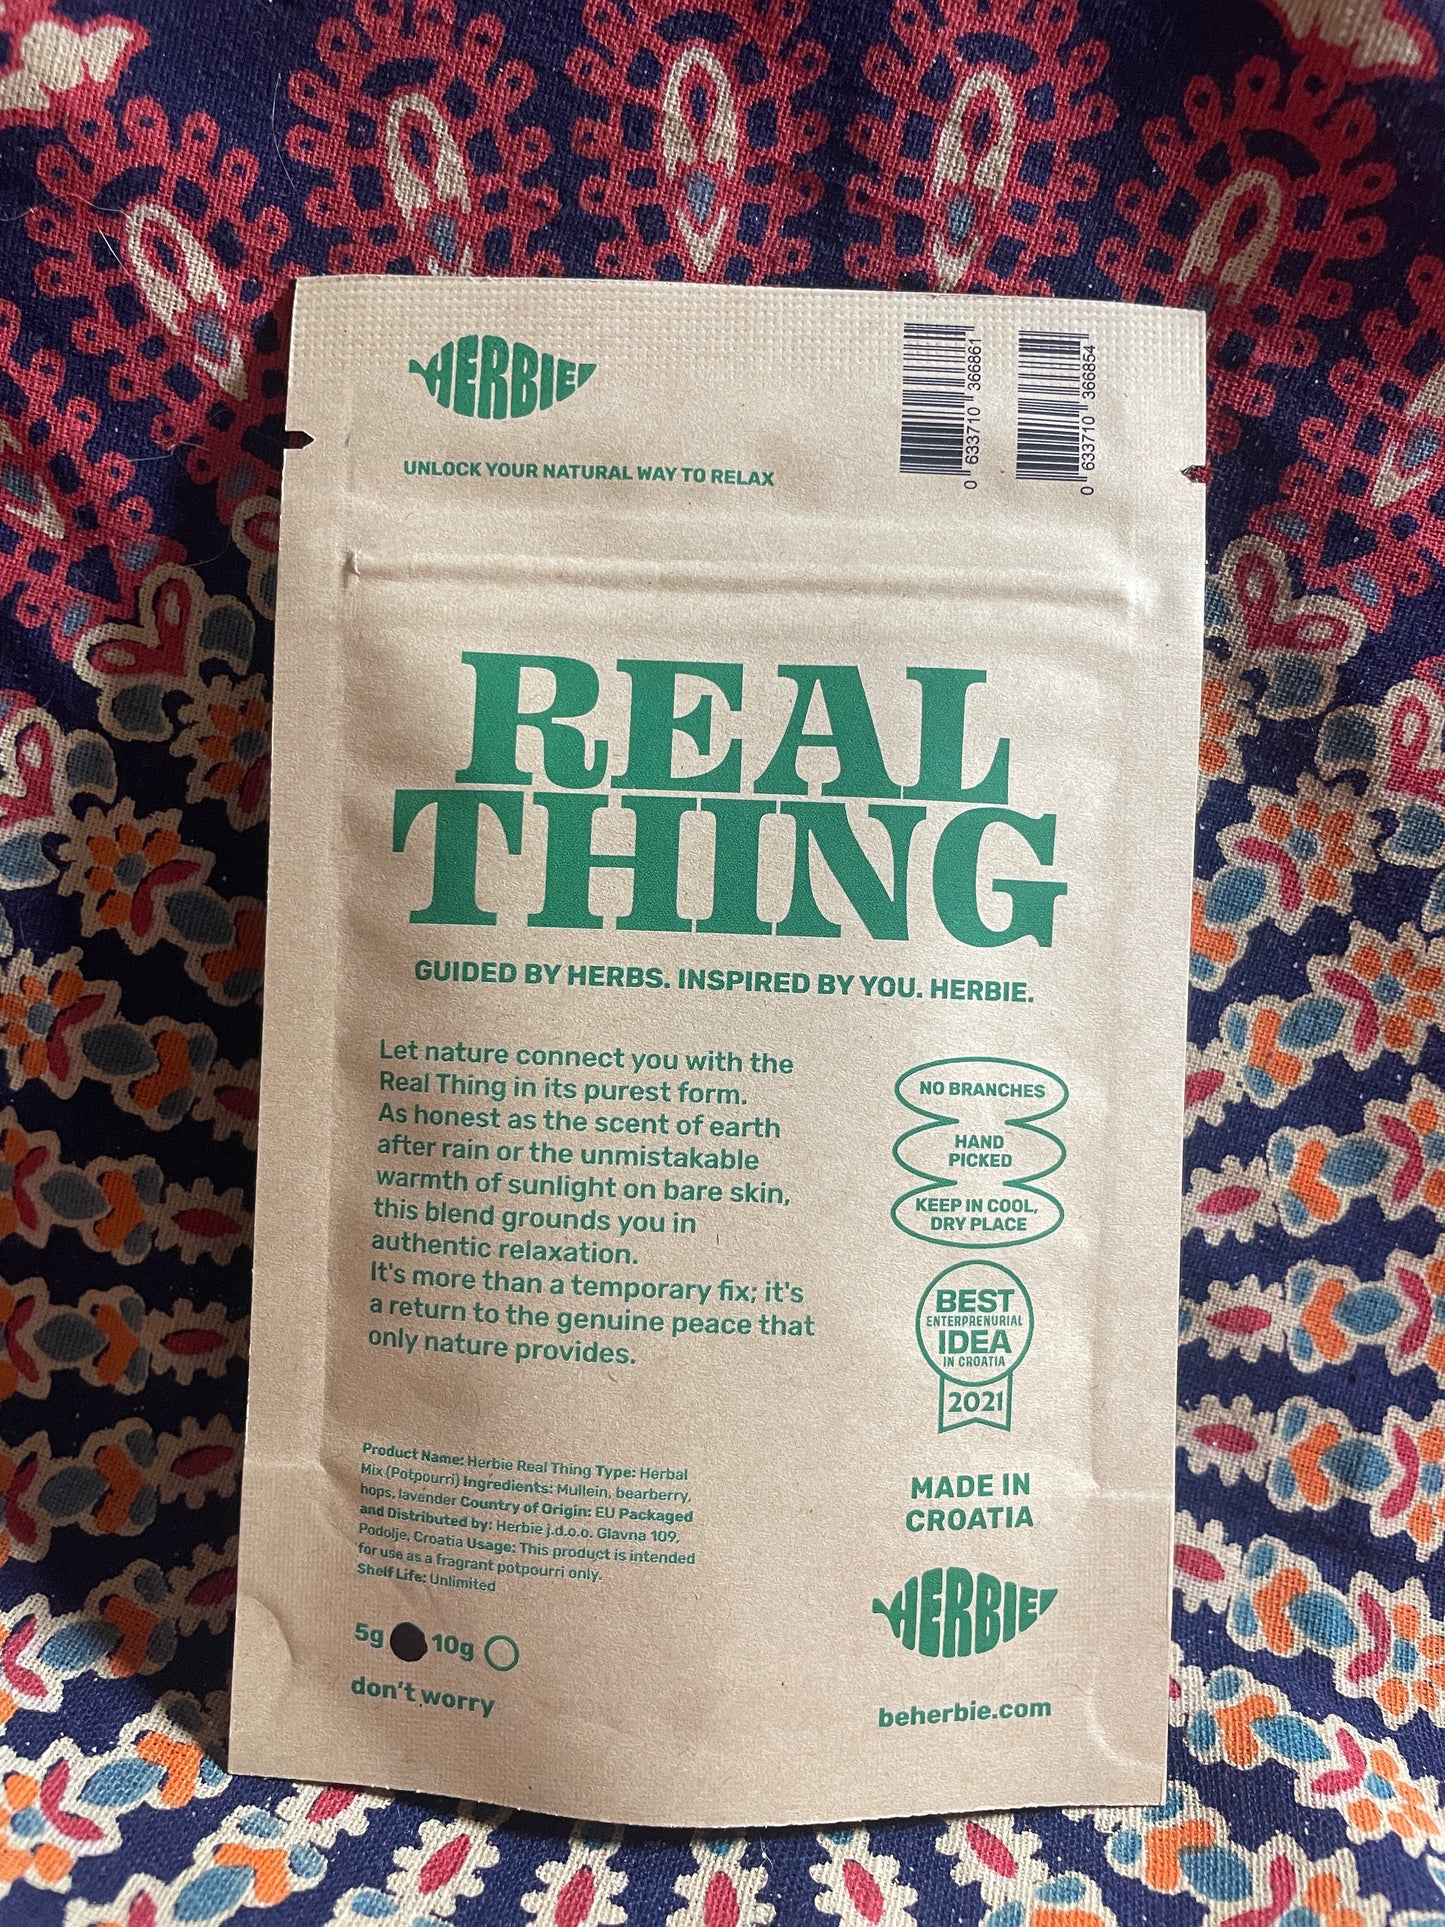 HERBIE
UNLOCK YOUR NATURAL WAY TO RELAX
0 633710 366861
0 633710 366854
REAL
THING
GUIDED BY HERBS. INSPIRED BY YOU. HERBIE.
Let nature connect you with the
Real Thing in its purest form.
As honest as the scent of earth
after rain or the unmistakable
warmth of sunlight on bare skin,
this blend grounds you in
authentic relaxation.
It's more than a temporary fix; it's
a return to the genuine peace that
only nature provides.
NO BRANCHES
HAND
PICKED
KEEP IN COOL,
DRY PLACE
BEST
ENTERPRENURIAL
IDEA
IN CROATIA
2021
Product Name: Herbie Real Thing Type: Herbal
Mix (Potpourri) Ingredients: Mullein, bearberry,
hops, lavender Country of Origin: EU Packaged
and Distributed by: Herbie j.d.o.o. Glavna 109,
Podolje, Croatia Usage: This product is intended
for use as a fragrant potpourri only.
Shelf Life: Unlimited
5g 10g
don't worry
MADE IN
CROATIA
HERBIE
beherbie.com